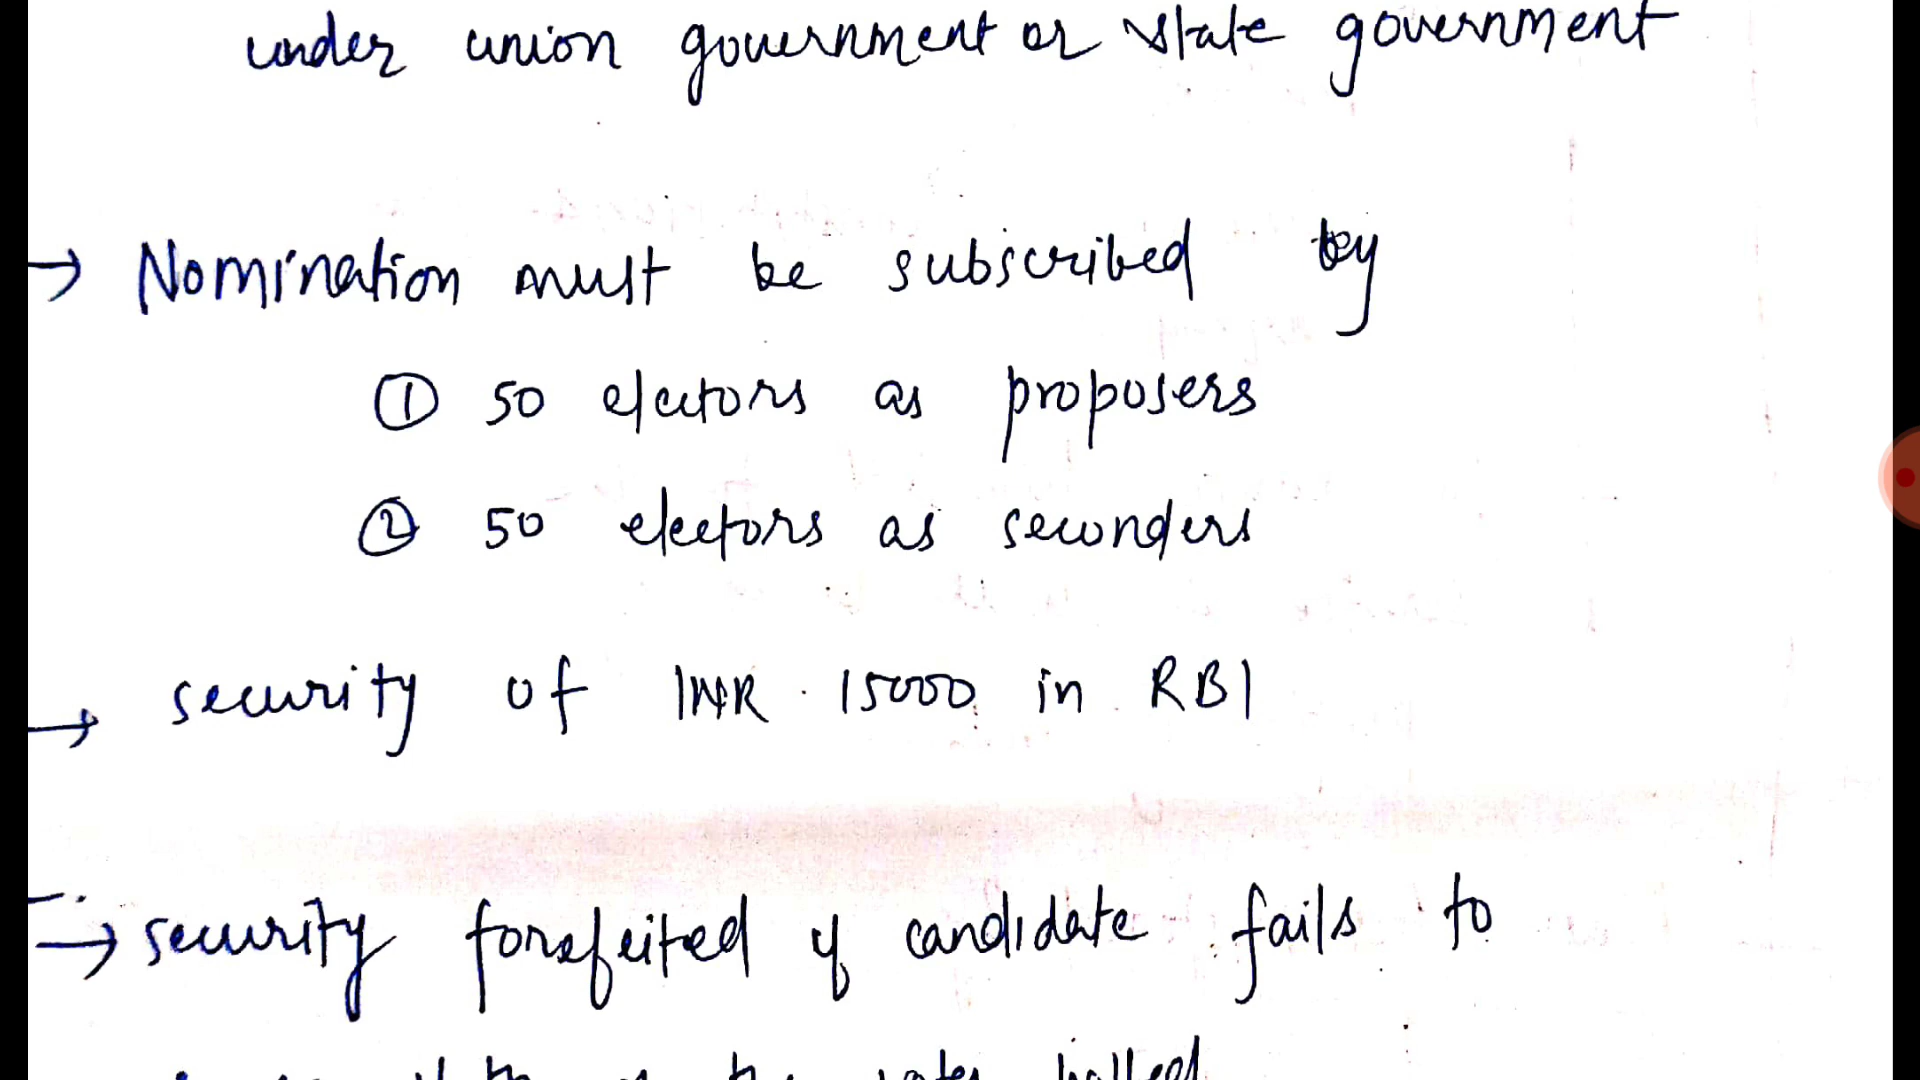 under union government or state government
→ Nomination must be subscribed by
① 50 electors as proposers
② 50 electors as seconders
→ security of INR 15000 in RBI
→ security forefeited if candidate fails to